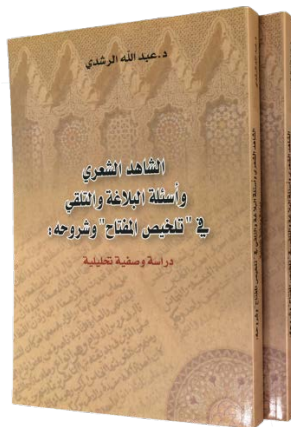 د. عبد الله الرشدي
الشاهد الشعري
وأسئلة البلاغة والتلقي
في "تلخيص المفتاح" وشروحه:
دراسة وصفية تحليلية